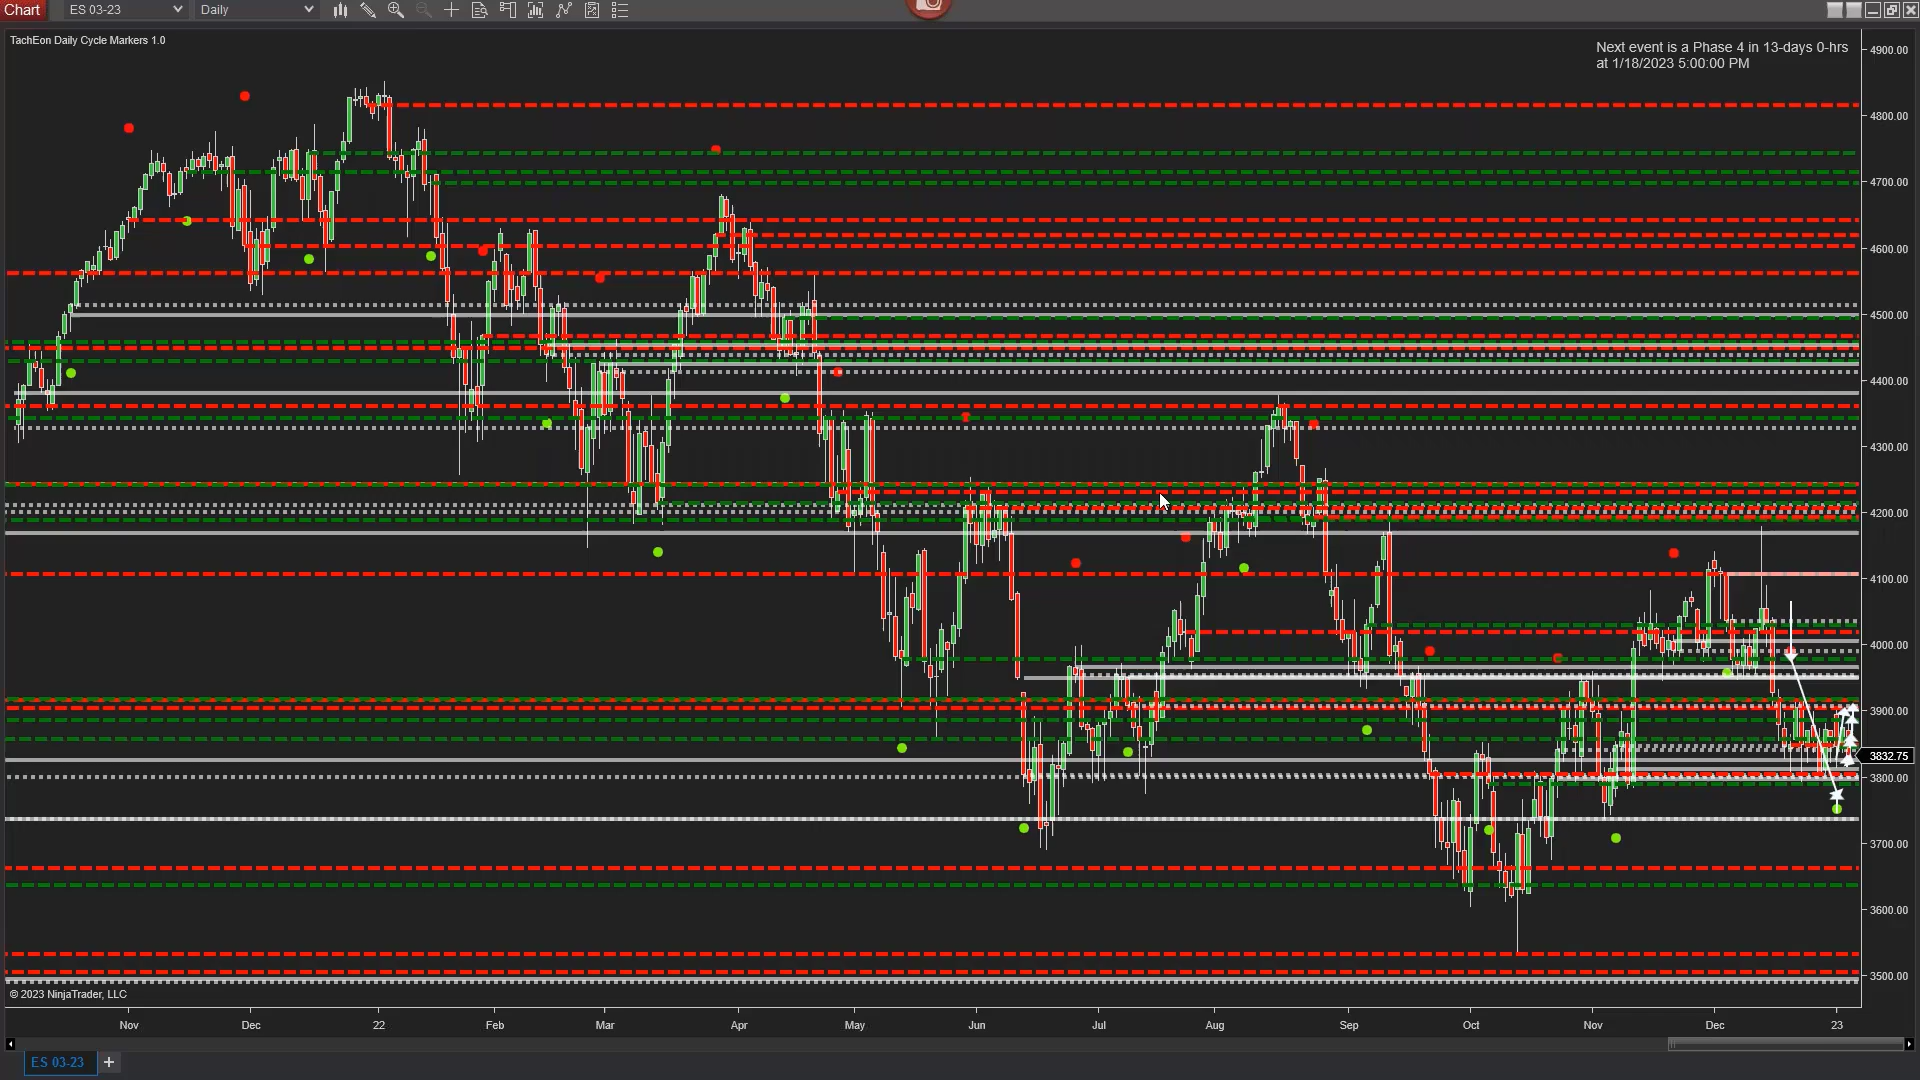 Chart ES 03-23 Daily
TachEon Daily Cycle Markers 1.0
Next event is a Phase 4 in 13-days 0-hrs
at 1/18/2023 5:00:00 PM
4900.00
4800.00
4700.00
4600.00
4500.00
4400.00
4300.00
4200.00
4100.00
4000.00
3900.00
3832.75
3800.00
3700.00
3600.00
3500.00
© 2023 NinjaTrader, LLC
Nov Dec 22 Feb Mar Apr May Jun Jul Aug Sep Oct Nov Dec 23
ES 03-23 +